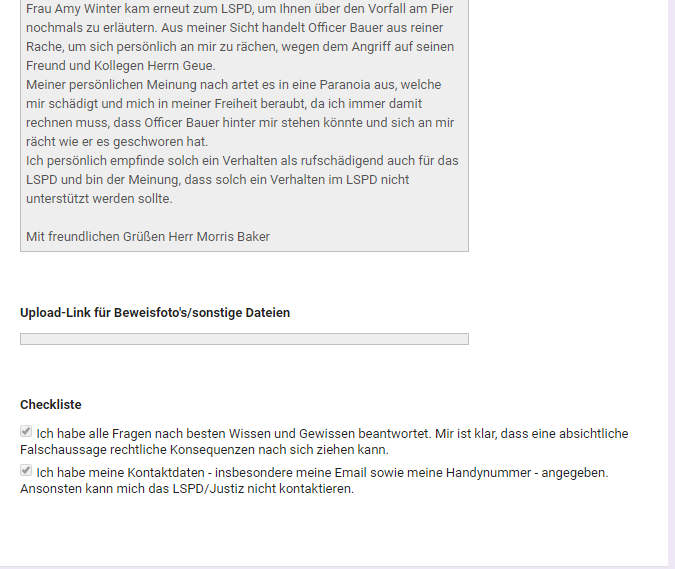 Frau Amy Winter kam erneut zum LSPD, um Ihnen über den Vorfall am Pier
nochmals zu erläutern. Aus meiner Sicht handelt Officer Bauer aus reiner
Rache, um sich persönlich an mir zu rächen, wegen dem Angriff auf seinen
Freund und Kollegen Herrn Geue.
Meiner persönlichen Meinung nach artet es in eine Paranoia aus, welche
mir schädigt und mich in meiner Freiheit beraubt, da ich immer damit
rechnen muss, dass Officer Bauer hinter mir stehen könnte und sich an mir
rächt wie er es geschworen hat.
Ich persönlich empfinde solch ein Verhalten als rufschädigend auch für das
LSPD und bin der Meinung, dass solch ein Verhalten im LSPD nicht
unterstützt werden sollte.
Mit freundlichen Grüßen Herr Morris Baker
Upload-Link für Beweisfoto's/sonstige Dateien
Checkliste
Ich habe alle Fragen nach besten Wissen und Gewissen beantwortet. Mir ist klar, dass eine absichtliche
Falschaussage rechtliche Konsequenzen nach sich ziehen kann.
Ich habe meine Kontaktdaten - insbesondere meine Email sowie meine Handynummer - angegeben.
Ansonsten kann mich das LSPD/Justiz nicht kontaktieren.